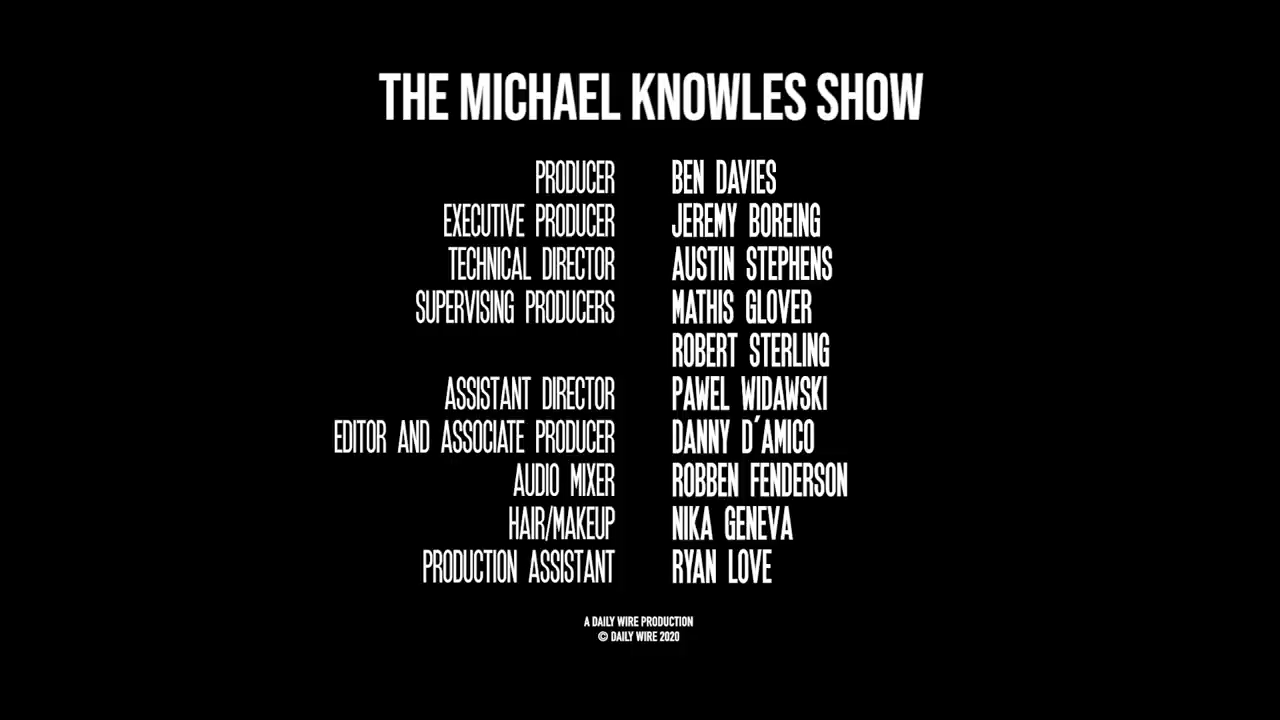 THE MICHAEL KNOWLES SHOW
PRODUCER BEN DAVIES
EXECUTIVE PRODUCER JEREMY BOREING
TECHNICAL DIRECTOR AUSTIN STEPHENS
SUPERVISING PRODUCERS MATHIS GLOVER
ROBERT STERLING
ASSISTANT DIRECTOR PAWEL WIDAWSKI
EDITOR AND ASSOCIATE PRODUCER DANNY D'AMICO
AUDIO MIXER ROBBEN FENDERSON
HAIR/MAKEUP NIKA GENEVA
PRODUCTION ASSISTANT RYAN LOVE
A DAILY WIRE PRODUCTION
© DAILY WIRE 2020